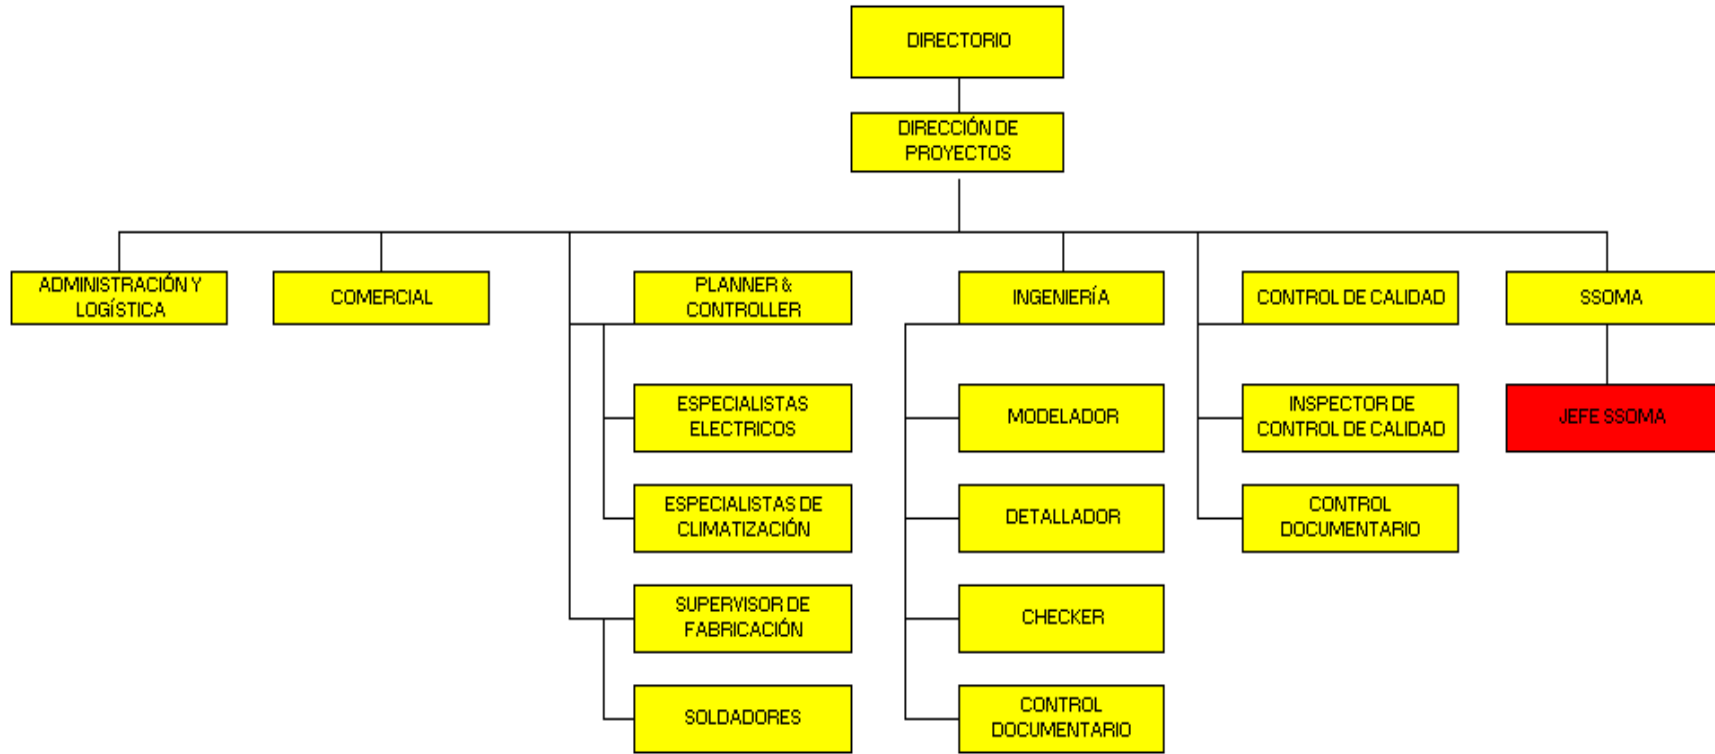 DIRECTORIO
DIRECCIÓN DE
PROYECTOS
ADMINISTRACIÓN Y
LOGÍSTICA
COMERCIAL
PLANNER &
CONTROLLER
INGENIERÍA
CONTROL DE CALIDAD
SSOMA
ESPECIALISTAS
ELECTRICOS
MODELADOR
INSPECTOR DE
CONTROL DE CALIDAD
JEFE SSOMA
ESPECIALISTAS DE
CLIMATIZACIÓN
DETALLADOR
CONTROL
DOCUMENTARIO
SUPERVISOR DE
FABRICACIÓN
CHECKER
SOLDADORES
CONTROL
DOCUMENTARIO